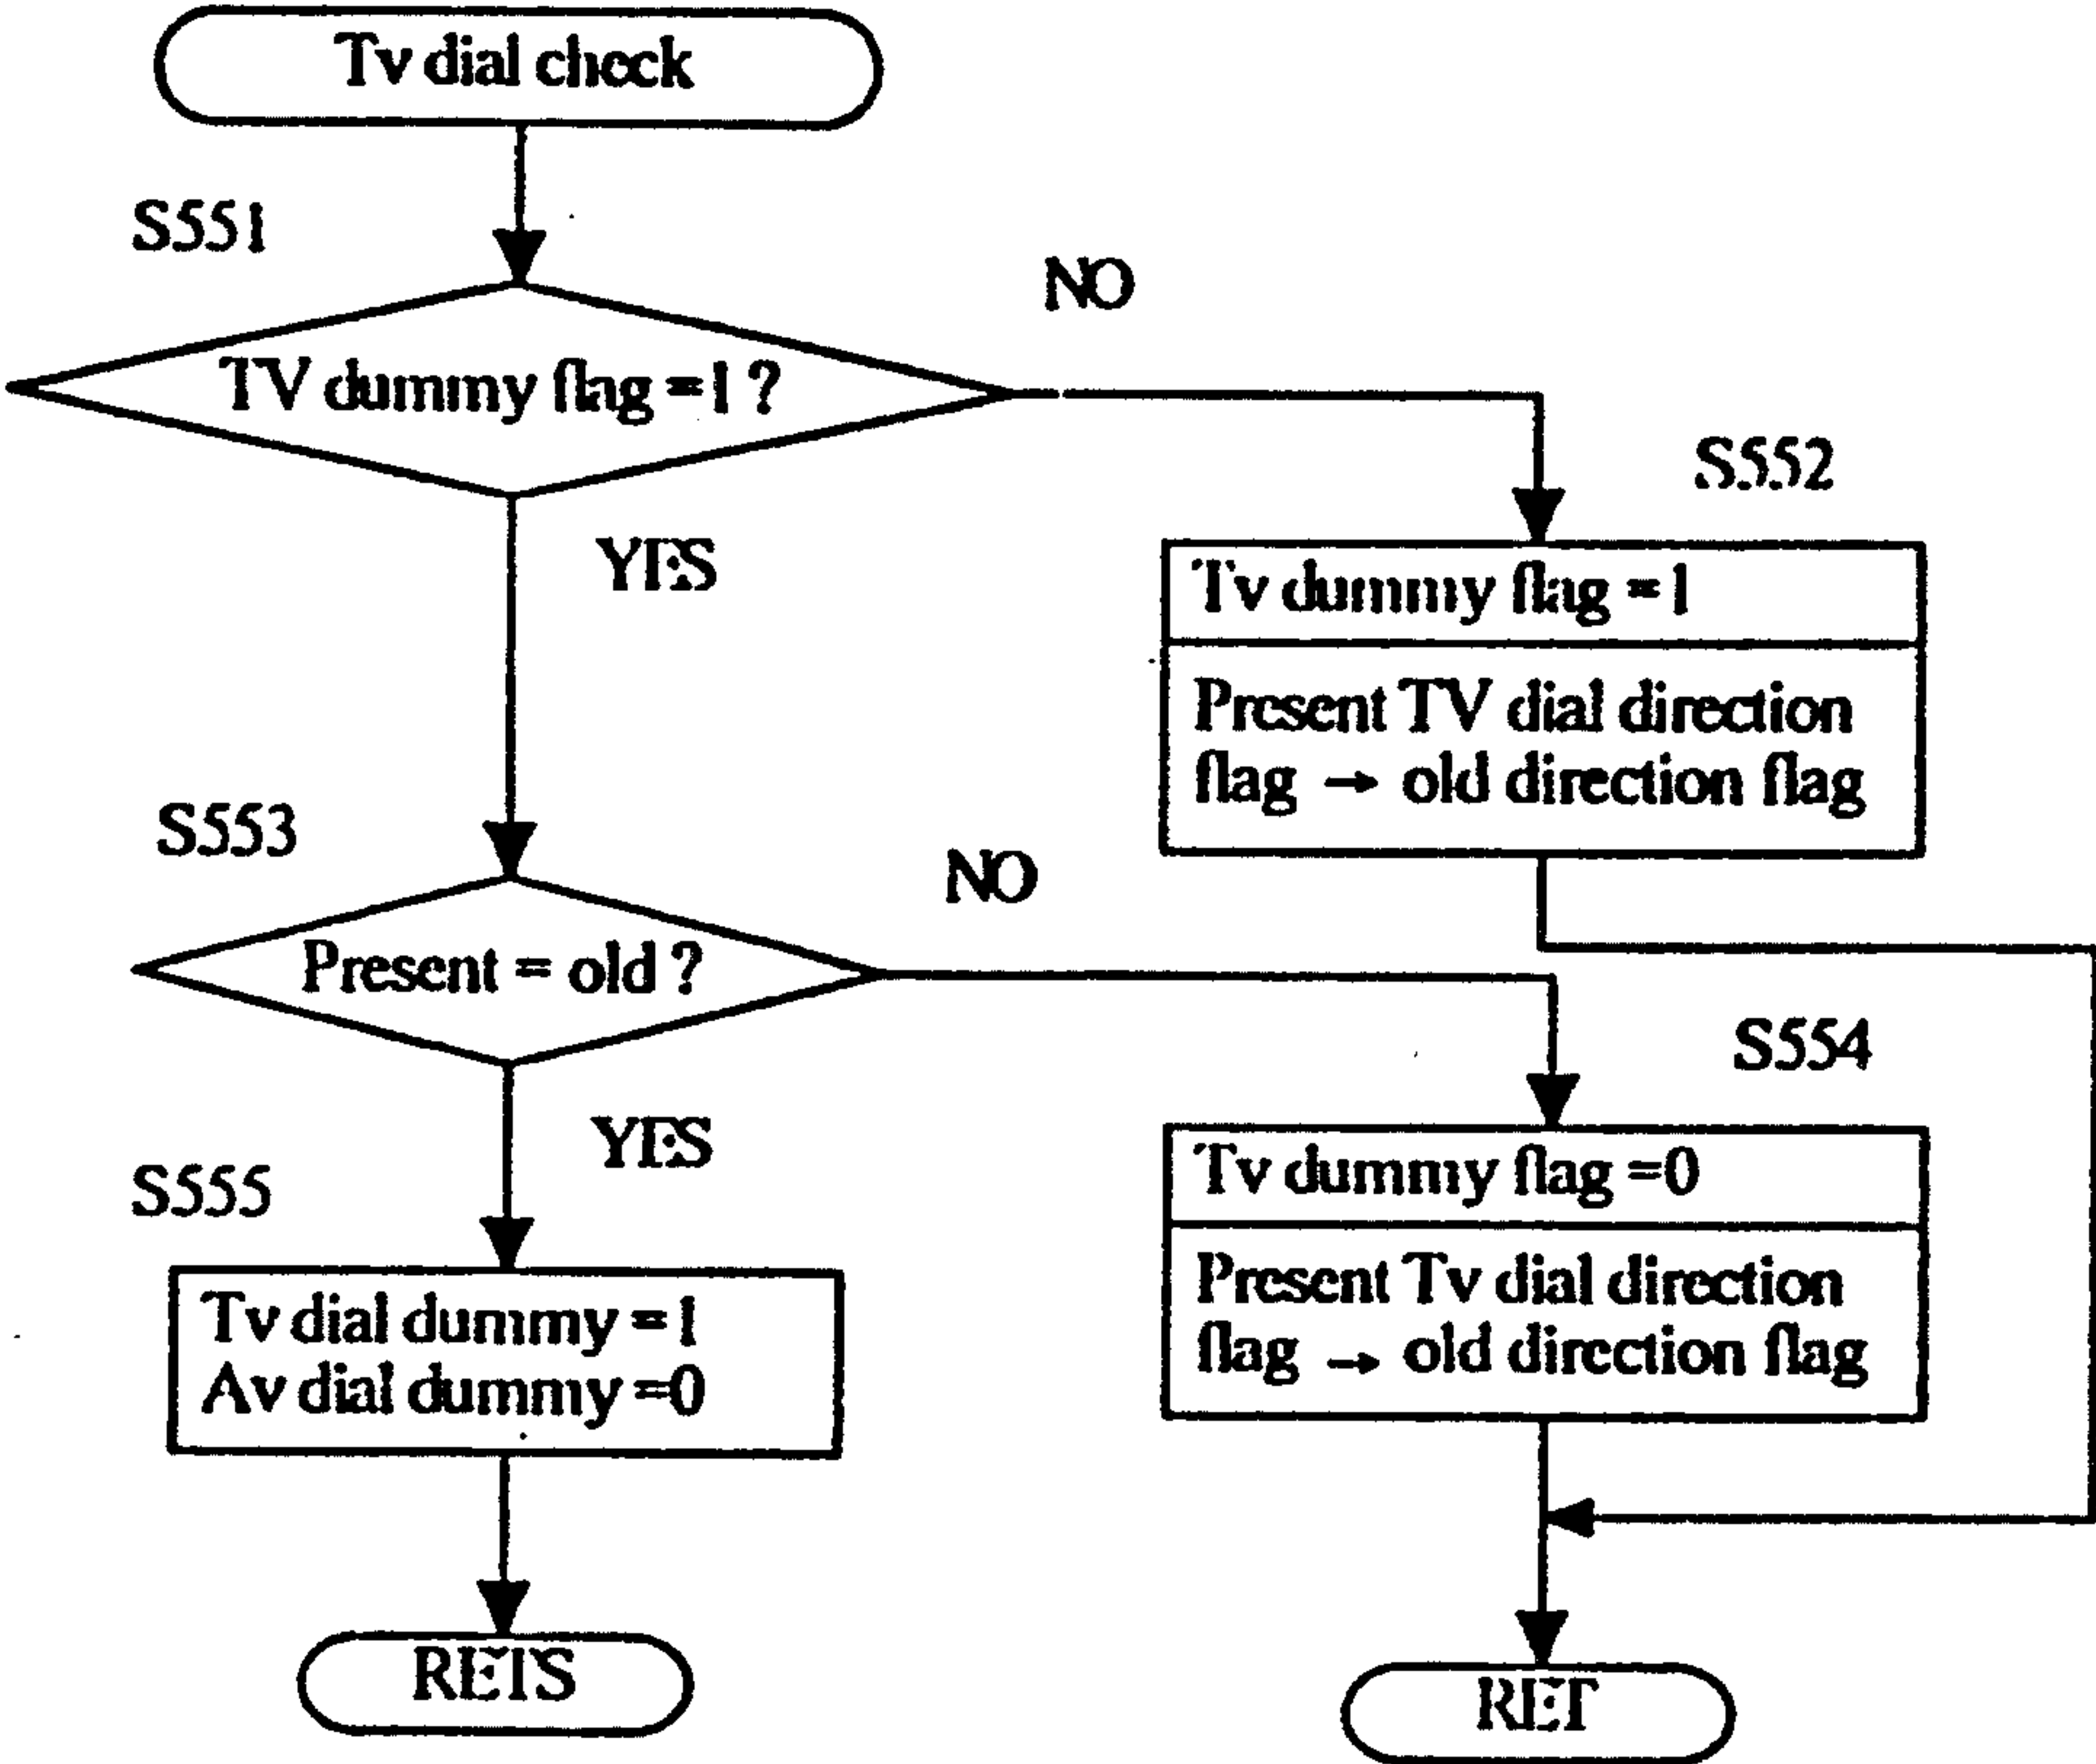 Tv dial check
S551
NO
TV dummy flag =1 ?
S552
YES
Tv dummy flag =1
Present TV dial direction
flag → old direction flag
S553
NO
Present = old ?
S554
YES
Tv dummy flag =0
S555
Present Tv dial direction
flag → old direction flag
Tv dial dummy =1
Av dial dummy =0
RETS
RET